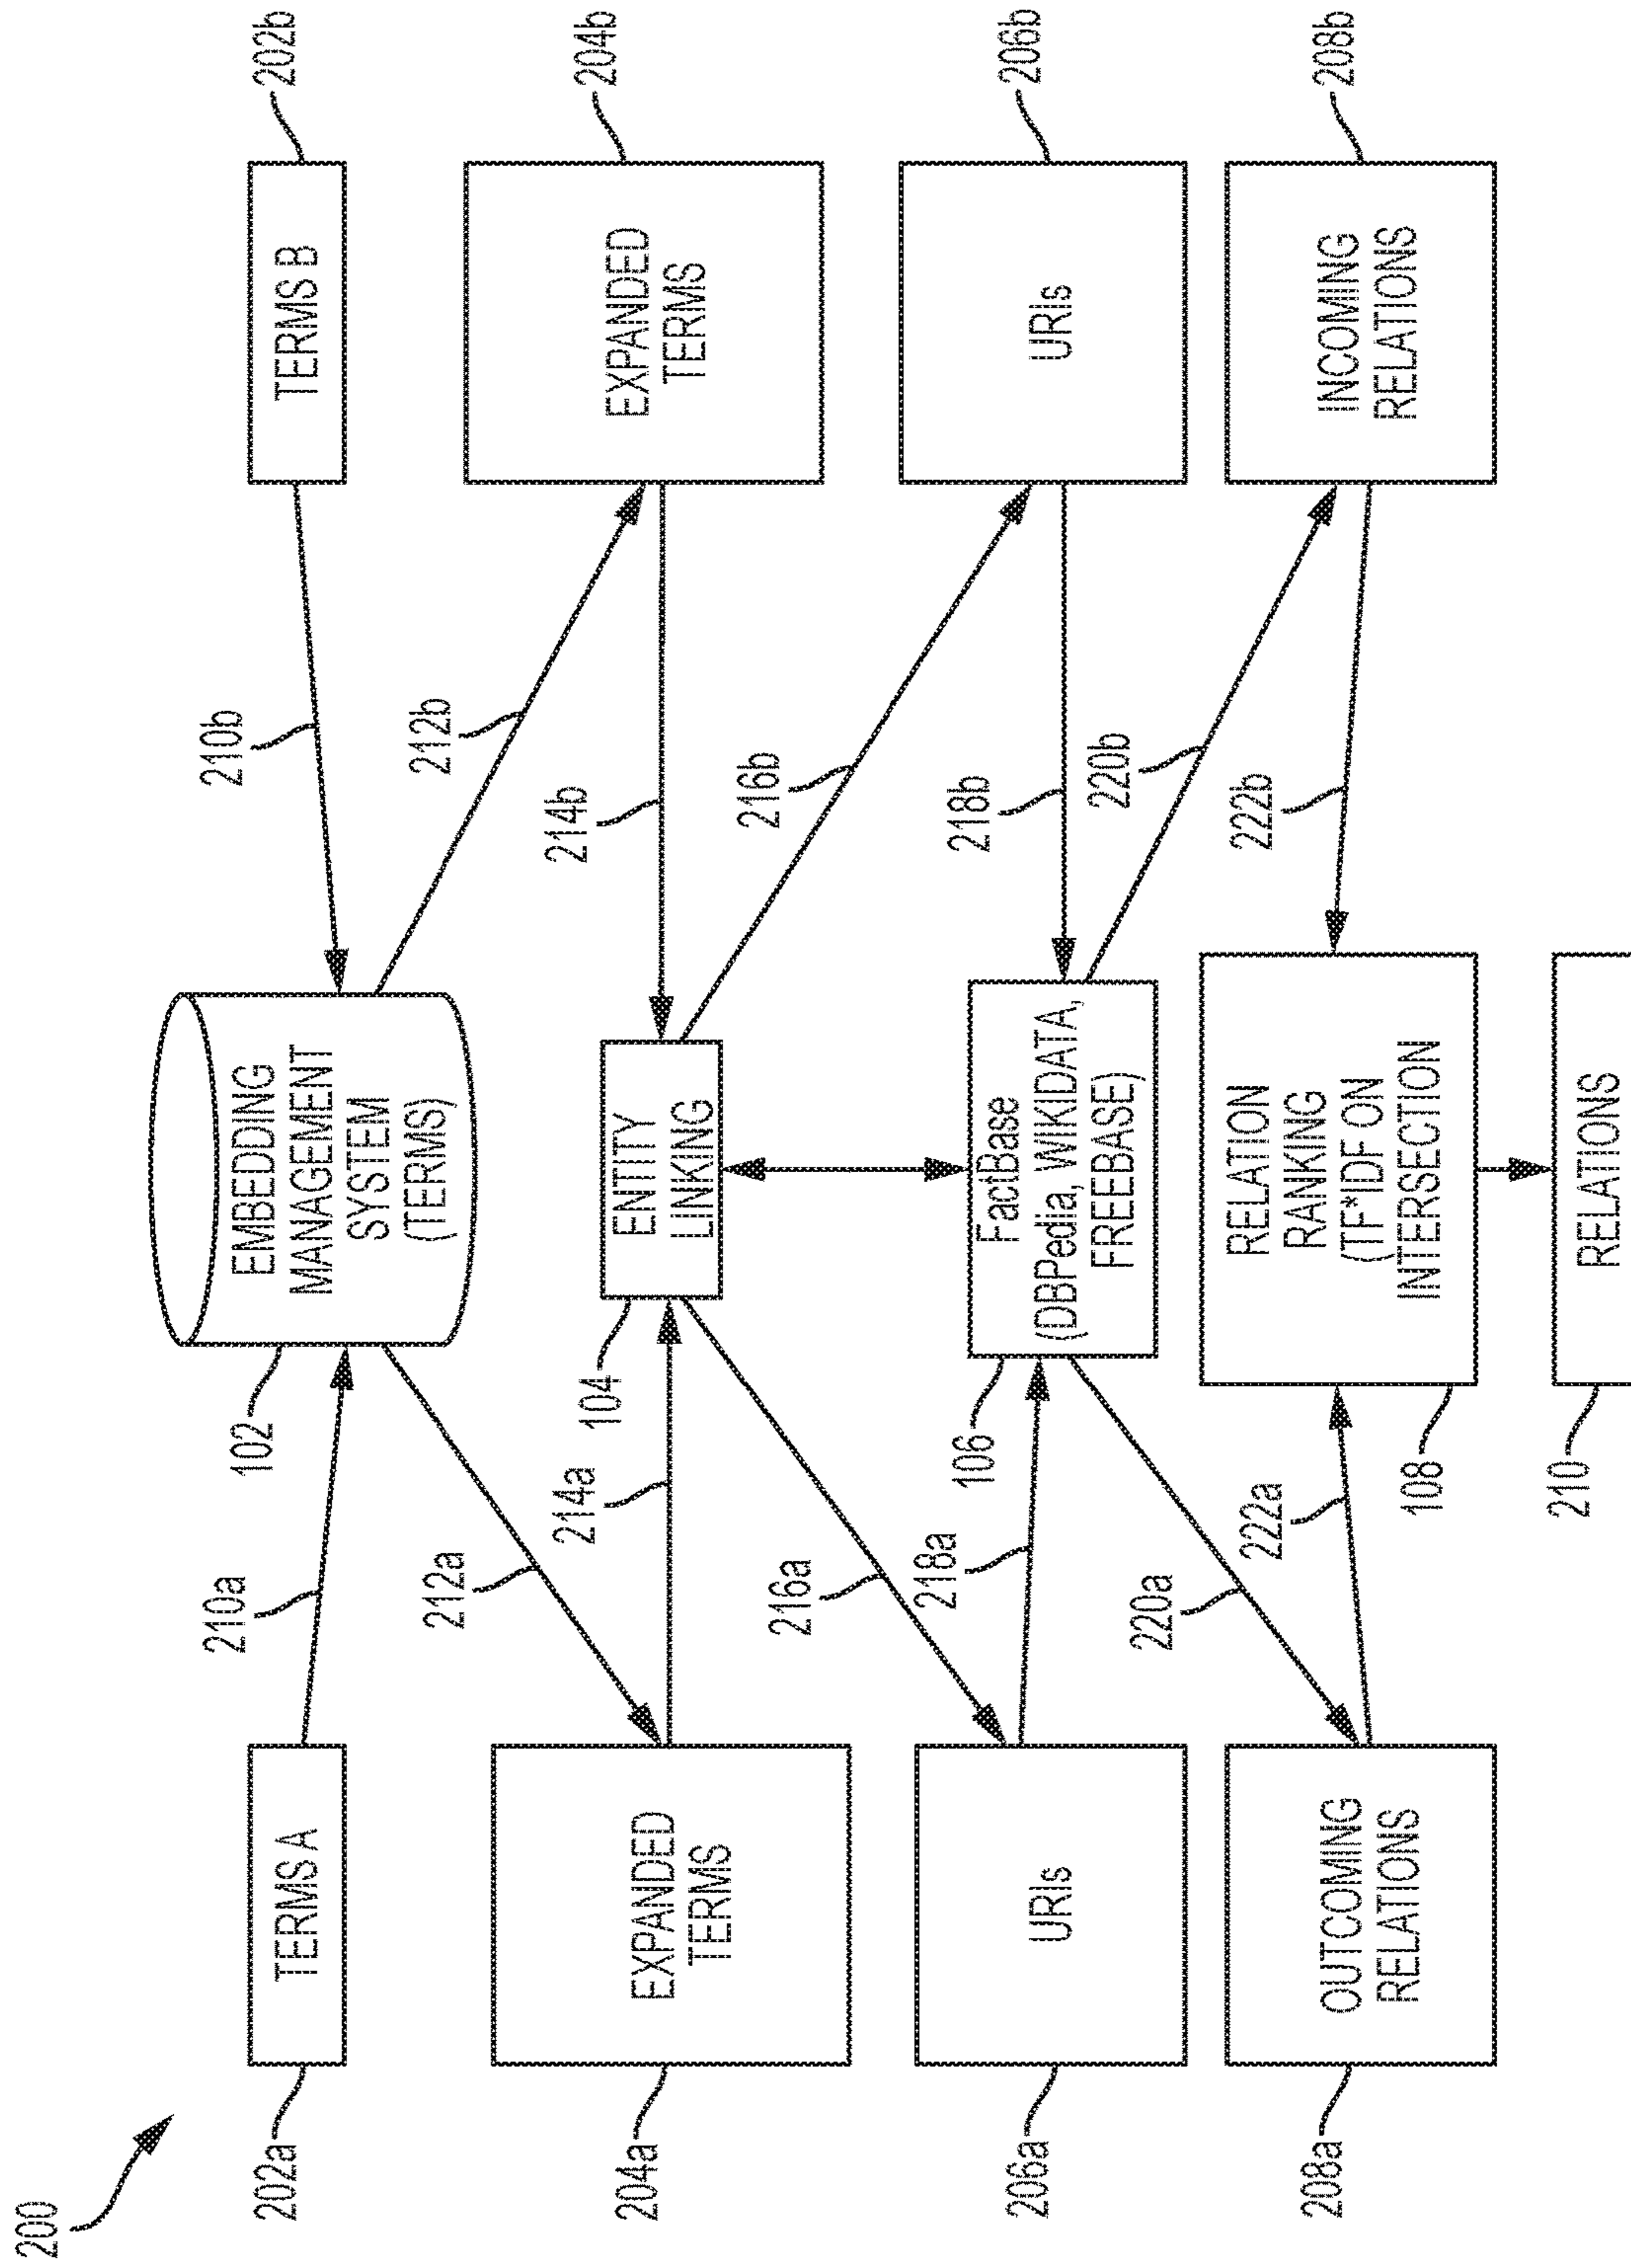 200
202a
TERMS A
210a
102
EMBEDDING
MANAGEMENT
SYSTEM
(TERMS)
210b
TERMS B
202b
212a
212b
204a
EXPANDED
TERMS
214a
104
ENTITY
LINKING
214b
EXPANDED
TERMS
204b
216a
216b
206a
URIs
218a
106
FactBase
(DBPedia, WIKIDATA,
FREEBASE)
218b
URIs
206b
220a
220b
208a
OUTCOMING
RELATIONS
222a
108
RELATION
RANKING
(TF*IDF ON
INTERSECTION
222b
INCOMING
RELATIONS
208b
210
RELATIONS